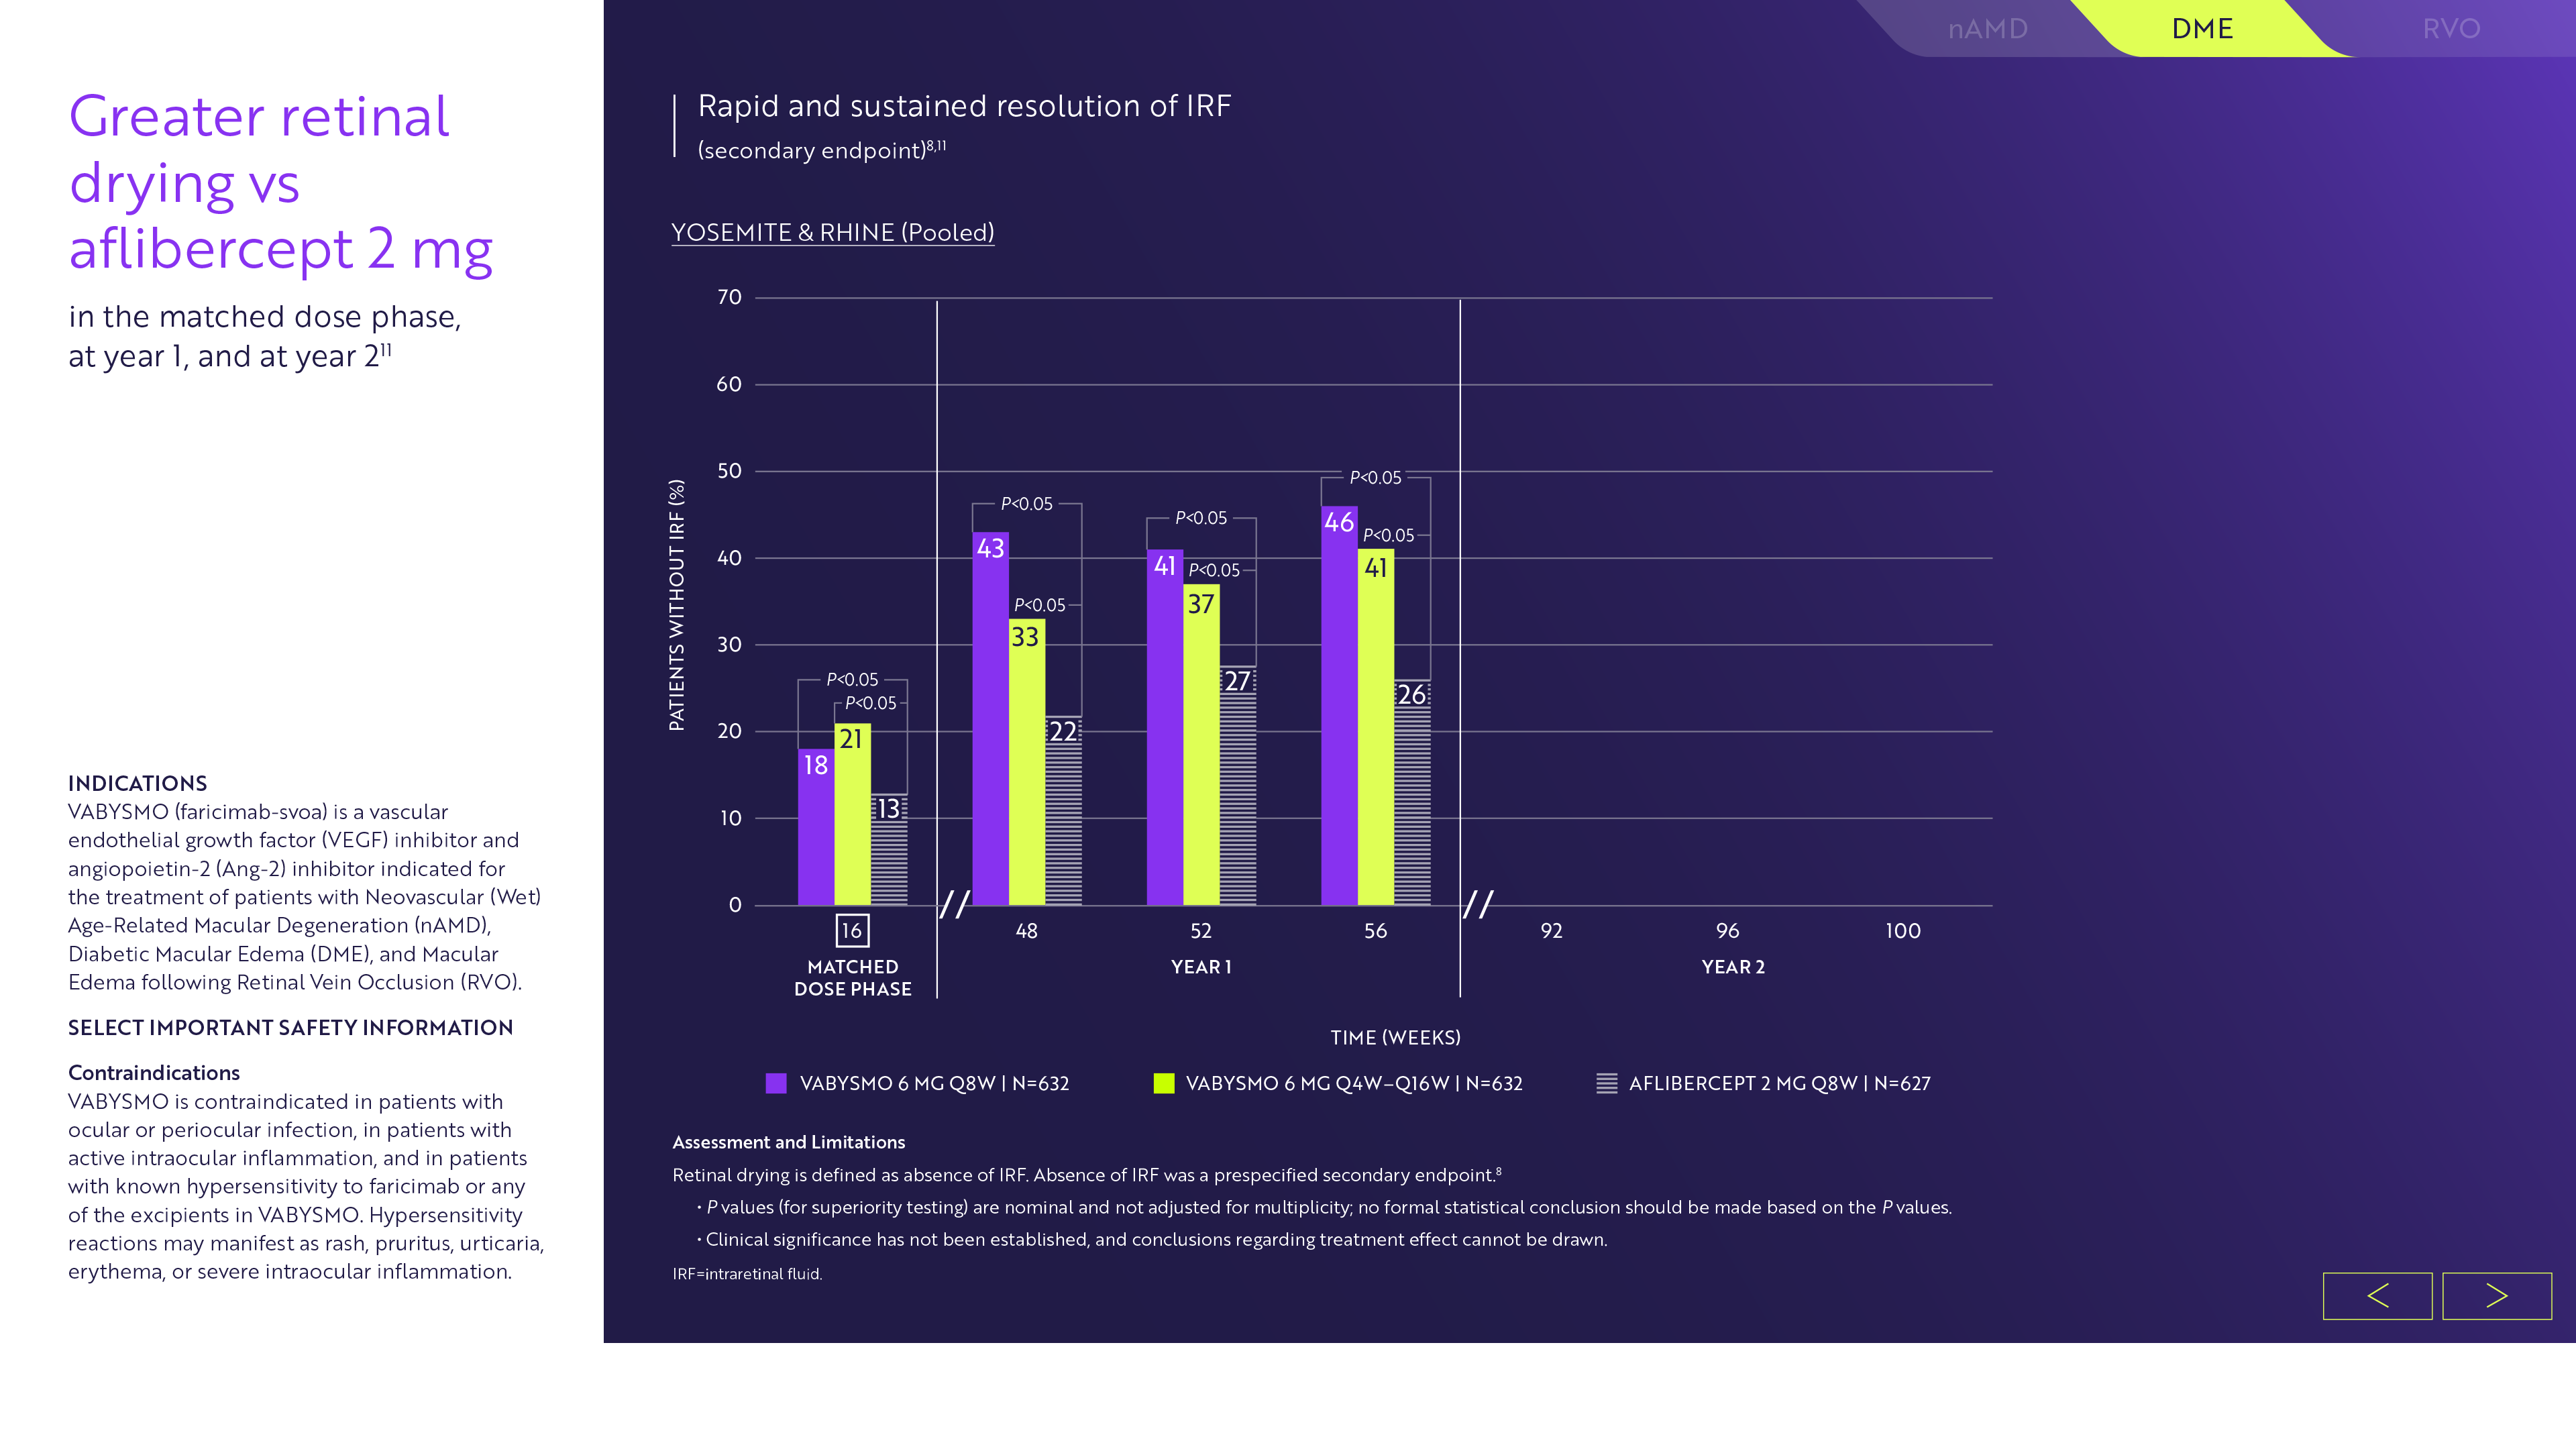 nAMD
DME
RVO
Greater retinal
drying vs
aflibercept 2 mg
in the matched dose phase,
at year 1, and at year 2¹¹
INDICATIONS
VABYSMO (faricimab-svoa) is a vascular
endothelial growth factor (VEGF) inhibitor and
angiopoietin-2 (Ang-2) inhibitor indicated for
the treatment of patients with Neovascular (Wet)
Age-Related Macular Degeneration (nAMD),
Diabetic Macular Edema (DME), and Macular
Edema following Retinal Vein Occlusion (RVO).
SELECT IMPORTANT SAFETY INFORMATION
Contraindications
VABYSMO is contraindicated in patients with
ocular or periocular infection, in patients with
active intraocular inflammation, and in patients
with known hypersensitivity to faricimab or any
of the excipients in VABYSMO. Hypersensitivity
reactions may manifest as rash, pruritus, urticaria,
erythema, or severe intraocular inflammation.
Rapid and sustained resolution of IRF
(secondary endpoint)⁸,¹¹
YOSEMITE & RHINE (Pooled)
PATIENTS WITHOUT IRF (%)
70
60
50
40
30
20
10
0
P<0.05
P<0.05
18
21
13
P<0.05
P<0.05
43
33
22
P<0.05
P<0.05
41
37
27
P<0.05
P<0.05
46
41
26
16
48
52
56
92
96
100
MATCHED
DOSE PHASE
YEAR 1
YEAR 2
TIME (WEEKS)
VABYSMO 6 MG Q8W | N=632
VABYSMO 6 MG Q4W–Q16W | N=632
AFLIBERCEPT 2 MG Q8W | N=627
Assessment and Limitations
Retinal drying is defined as absence of IRF. Absence of IRF was a prespecified secondary endpoint.⁸
• P values (for superiority testing) are nominal and not adjusted for multiplicity; no formal statistical conclusion should be made based on the P values.
• Clinical significance has not been established, and conclusions regarding treatment effect cannot be drawn.
IRF=intraretinal fluid.